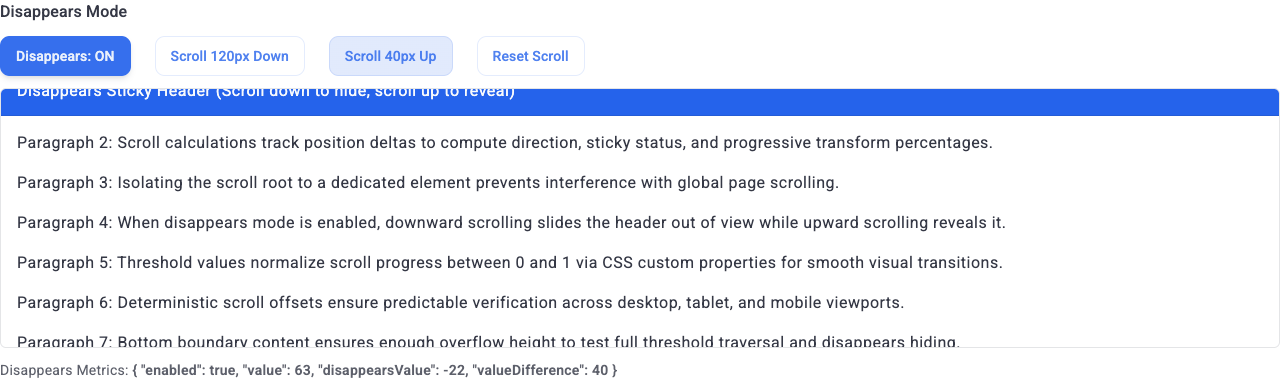 Disappears Mode
Disappears: ON
Scroll 120px Down
Scroll 40px Up
Reset Scroll
Disappears Sticky Header (Scroll down to hide, scroll up to reveal)
Paragraph 2: Scroll calculations track position deltas to compute direction, sticky status, and progressive transform percentages.
Paragraph 3: Isolating the scroll root to a dedicated element prevents interference with global page scrolling.
Paragraph 4: When disappears mode is enabled, downward scrolling slides the header out of view while upward scrolling reveals it.
Paragraph 5: Threshold values normalize scroll progress between 0 and 1 via CSS custom properties for smooth visual transitions.
Paragraph 6: Deterministic scroll offsets ensure predictable verification across desktop, tablet, and mobile viewports.
Paragraph 7: Bottom boundary content ensures enough overflow height to test full threshold traversal and disappears hiding.
Disappears Metrics: { "enabled": true, "value": 63, "disappearsValue": -22, "valueDifference": 40 }